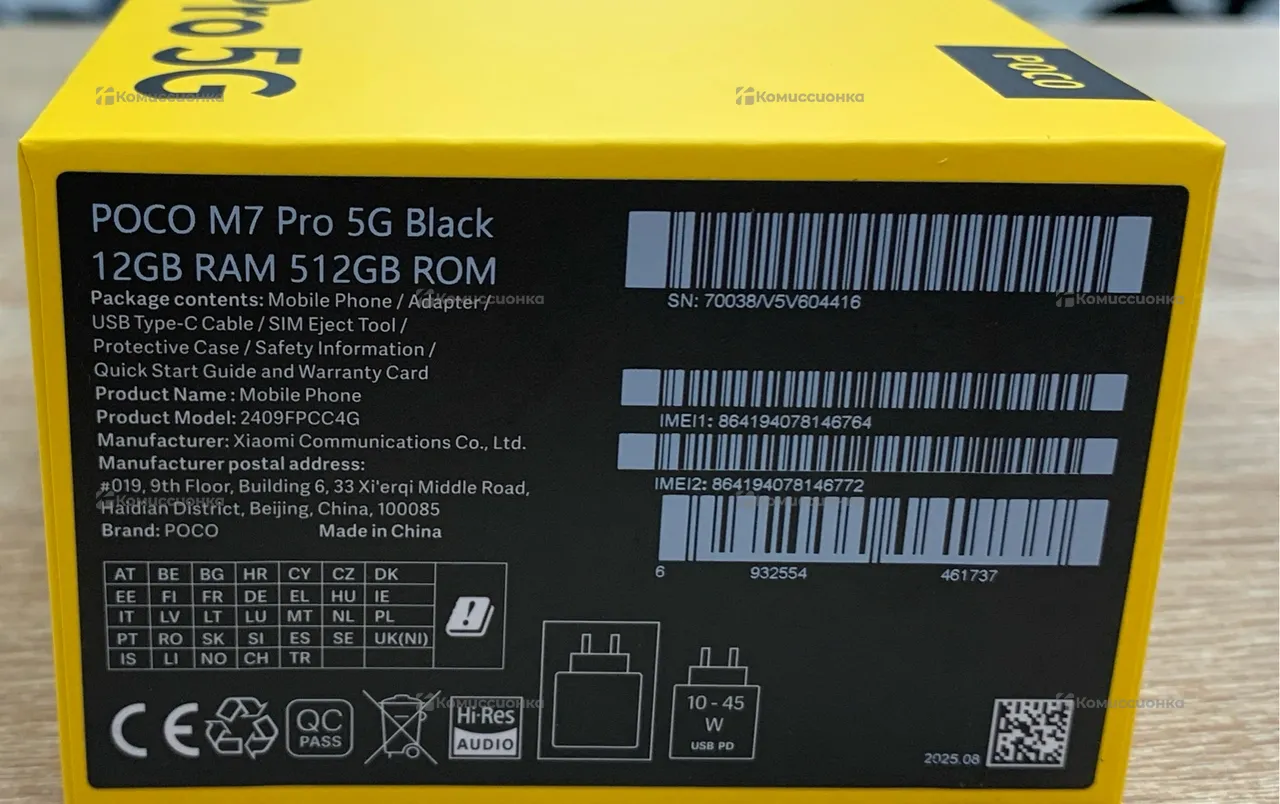 Pro 5G
POCO
POCO M7 Pro 5G Black
12GB RAM 512GB ROM
Package contents: Mobile Phone / Adapter /
USB Type-C Cable / SIM Eject Tool /
Protective Case / Safety Information /
Quick Start Guide and Warranty Card
Product Name : Mobile Phone
Product Model: 2409FPCC4G
Manufacturer: Xiaomi Communications Co., Ltd.
Manufacturer postal address:
#019, 9th Floor, Building 6, 33 Xi'erqi Middle Road,
Haidian District, Beijing, China, 100085
Brand: POCO Made in China
SN: 70038/V5V604416
IMEI1: 864194078146764
IMEI2: 864194078146772
6 932554 461737
AT BE BG HR CY CZ DK
EE FI FR DE EL HU IE
IT LV LT LU MT NL PL
PT RO SK SI ES SE UK(NI)
IS LI NO CH TR
CE
QC
PASS
Hi-Res
AUDIO
10 - 45
W
USB PD
2025.08
Комиссионка
Комиссионка
Комиссионка
Комиссионка
Комиссионка
Комиссионка
Комиссионка
Комиссионка